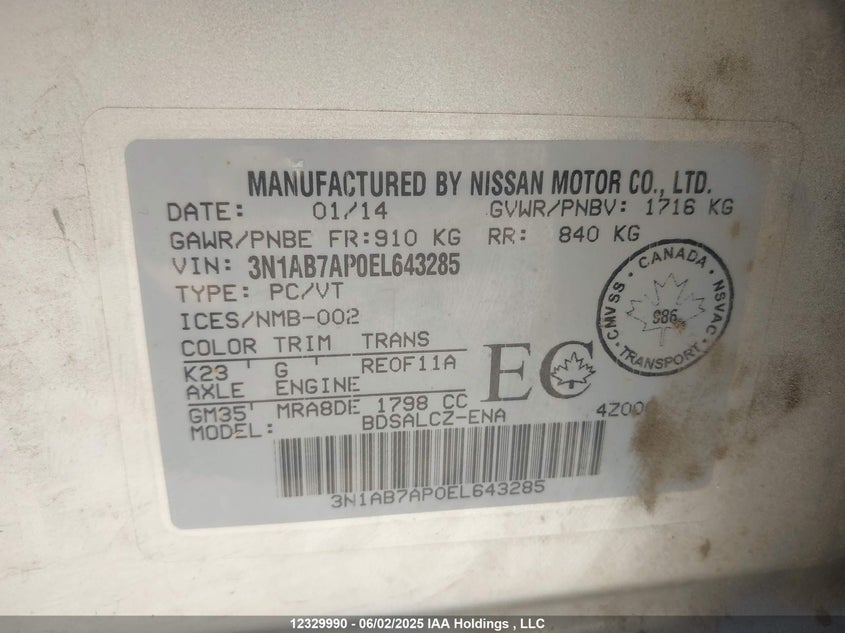 MANUFACTURED BY NISSAN MOTOR CO., LTD.
DATE: 01/14 GVWR/PNBV: 1716 KG
GAWR/PNBE FR:910 KG RR: 840 KG
VIN: 3N1AB7AP0EL643285
TYPE: PC/VT
ICES/NMB-002
COLOR TRIM TRANS
K23 G RE0F11A
AXLE ENGINE
GM35 MRA8DE 1798 CC
MODEL: BDSALCZ-ENA
3N1AB7AP0EL643285
EC
CANADA
CMVSS NSVAC
TRANSPORT
12329990 - 06/02/2025 IAA Holdings , LLC